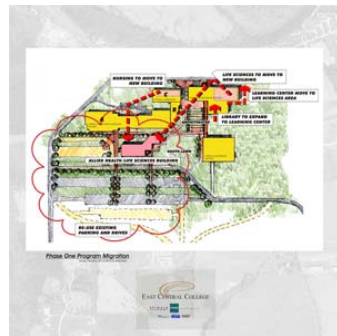 NURSING TO MOVE TO
NEW BUILDING
LIFE SCIENCES TO MOVE TO
NEW BUILDING
LEARNING CENTER MOVE TO
LIFE SCIENCES AREA
LIBRARY TO EXPAND
TO LEARNING CENTER
SOUTH LAWN
ALLIED HEALTH/LIFE SCIENCES BUILDING
RE-USE EXISTING
PARKING AND DRIVES
Phase One Program Migration
EAST CENTRAL COLLEGE